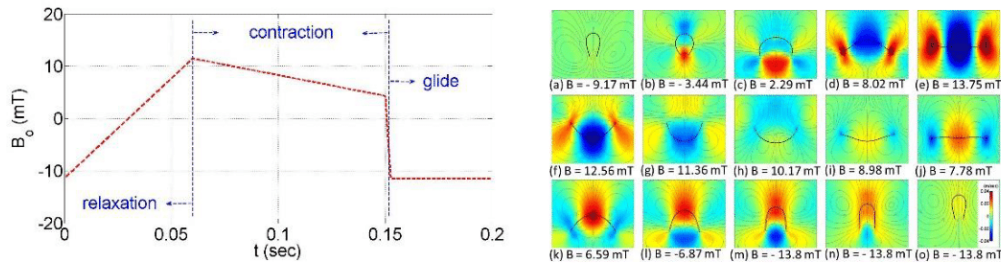 20
10
0
-10
-20
B₀ (mT)
contraction
glide
relaxation
0
0.05
0.1
0.15
0.2
t (sec)
(a) B = - 9.17 mT
(b) B = - 3.44 mT
(c) B = 2.29 mT
(d) B = 8.02 mT
(e) B = 13.75 mT
(f) B = 12.56 mT
(g) B = 11.36 mT
(h) B = 10.17 mT
(i) B = 8.98 mT
(j) B = 7.78 mT
(k) B = 6.59 mT
(l) B = -6.87 mT
(m) B = - 13.8 mT
(n) B = - 13.8 mT
(o) B = - 13.8 mT